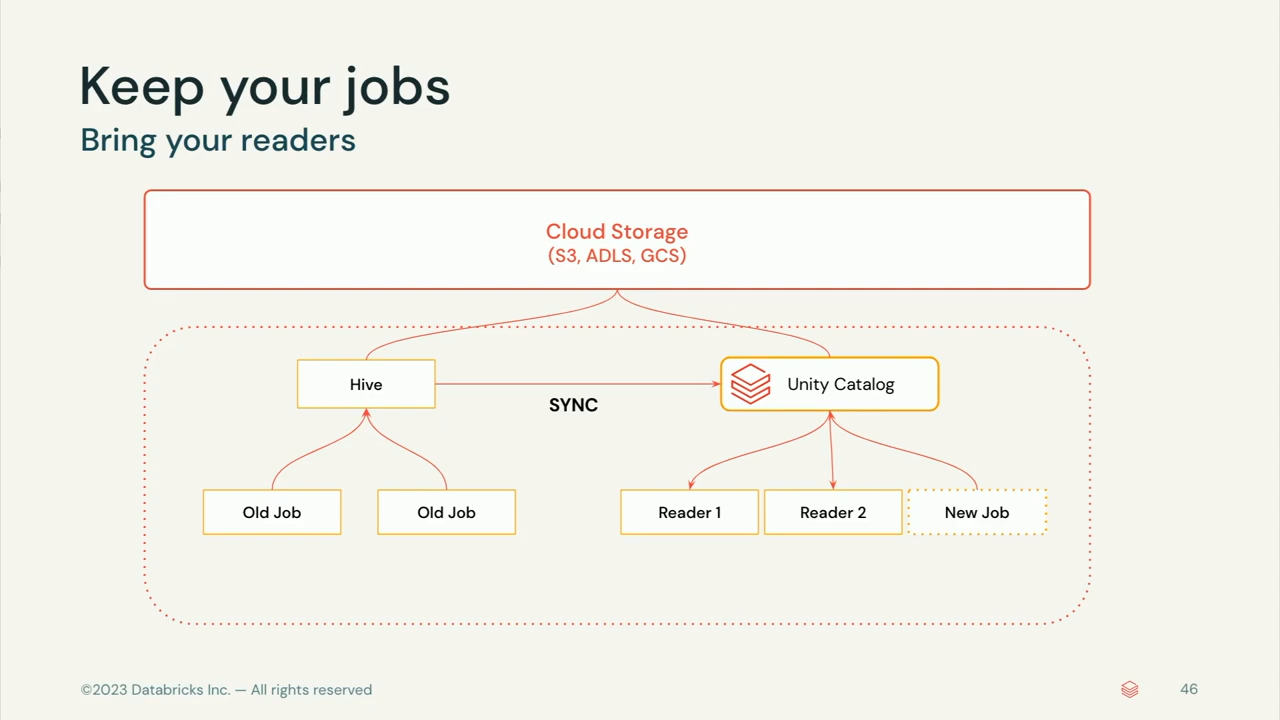 Keep your jobs
Bring your readers
Cloud Storage
(S3, ADLS, GCS)
Hive
SYNC
Unity Catalog
Old Job
Old Job
Reader 1
Reader 2
New Job
©2023 Databricks Inc. — All rights reserved
46